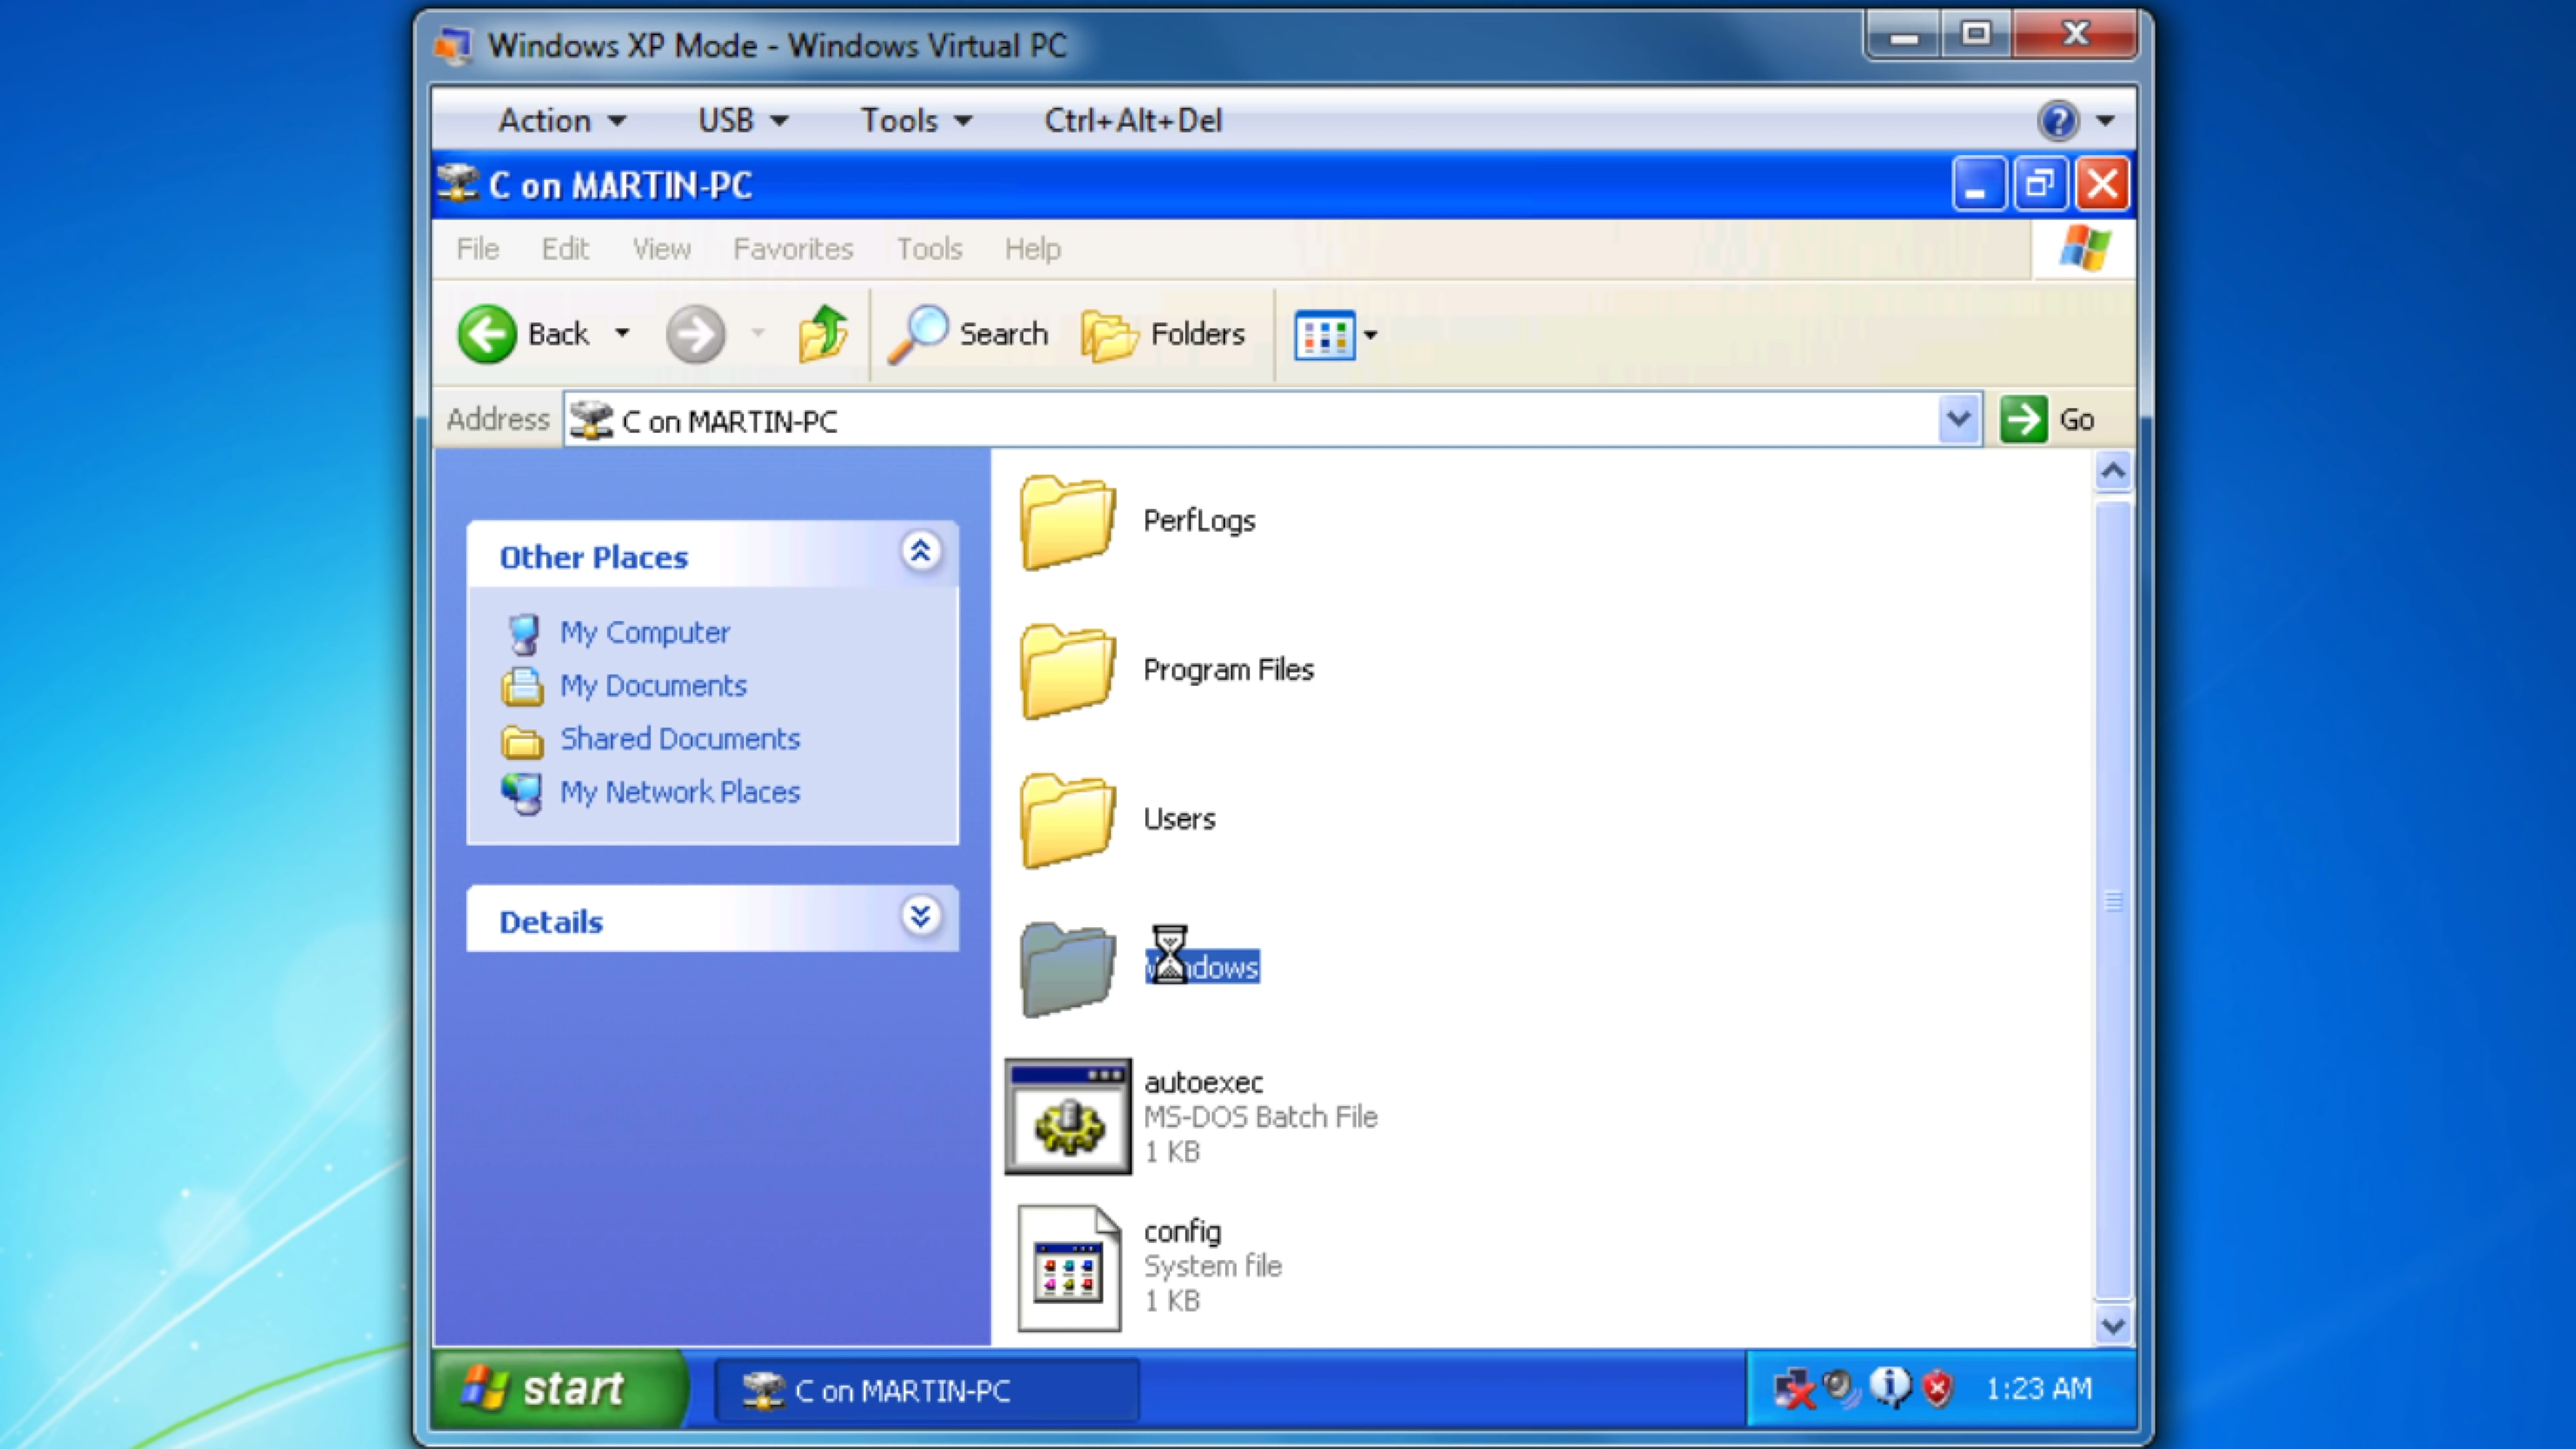 Windows XP Mode - Windows Virtual PC
Action USB Tools Ctrl+Alt+Del
C on MARTIN-PC
File Edit View Favorites Tools Help
Back Search Folders
Address C on MARTIN-PC Go
Other Places
My Computer
My Documents
Shared Documents
My Network Places
Details
PerfLogs
Program Files
Users
Windows
autoexec
MS-DOS Batch File
1 KB
config
System file
1 KB
start C on MARTIN-PC 1:23 AM